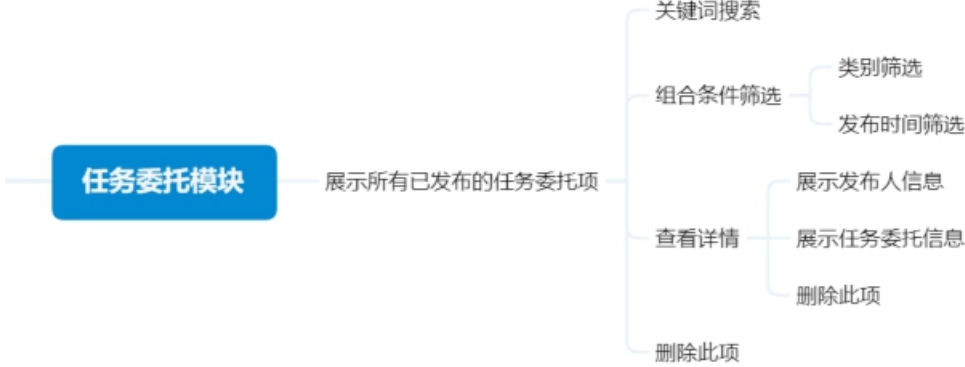 关键词搜索
类别筛选
组合条件筛选
发布时间筛选
任务委托模块
展示所有已发布的任务委托项
展示发布人信息
查看详情
展示任务委托信息
删除此项
删除此项